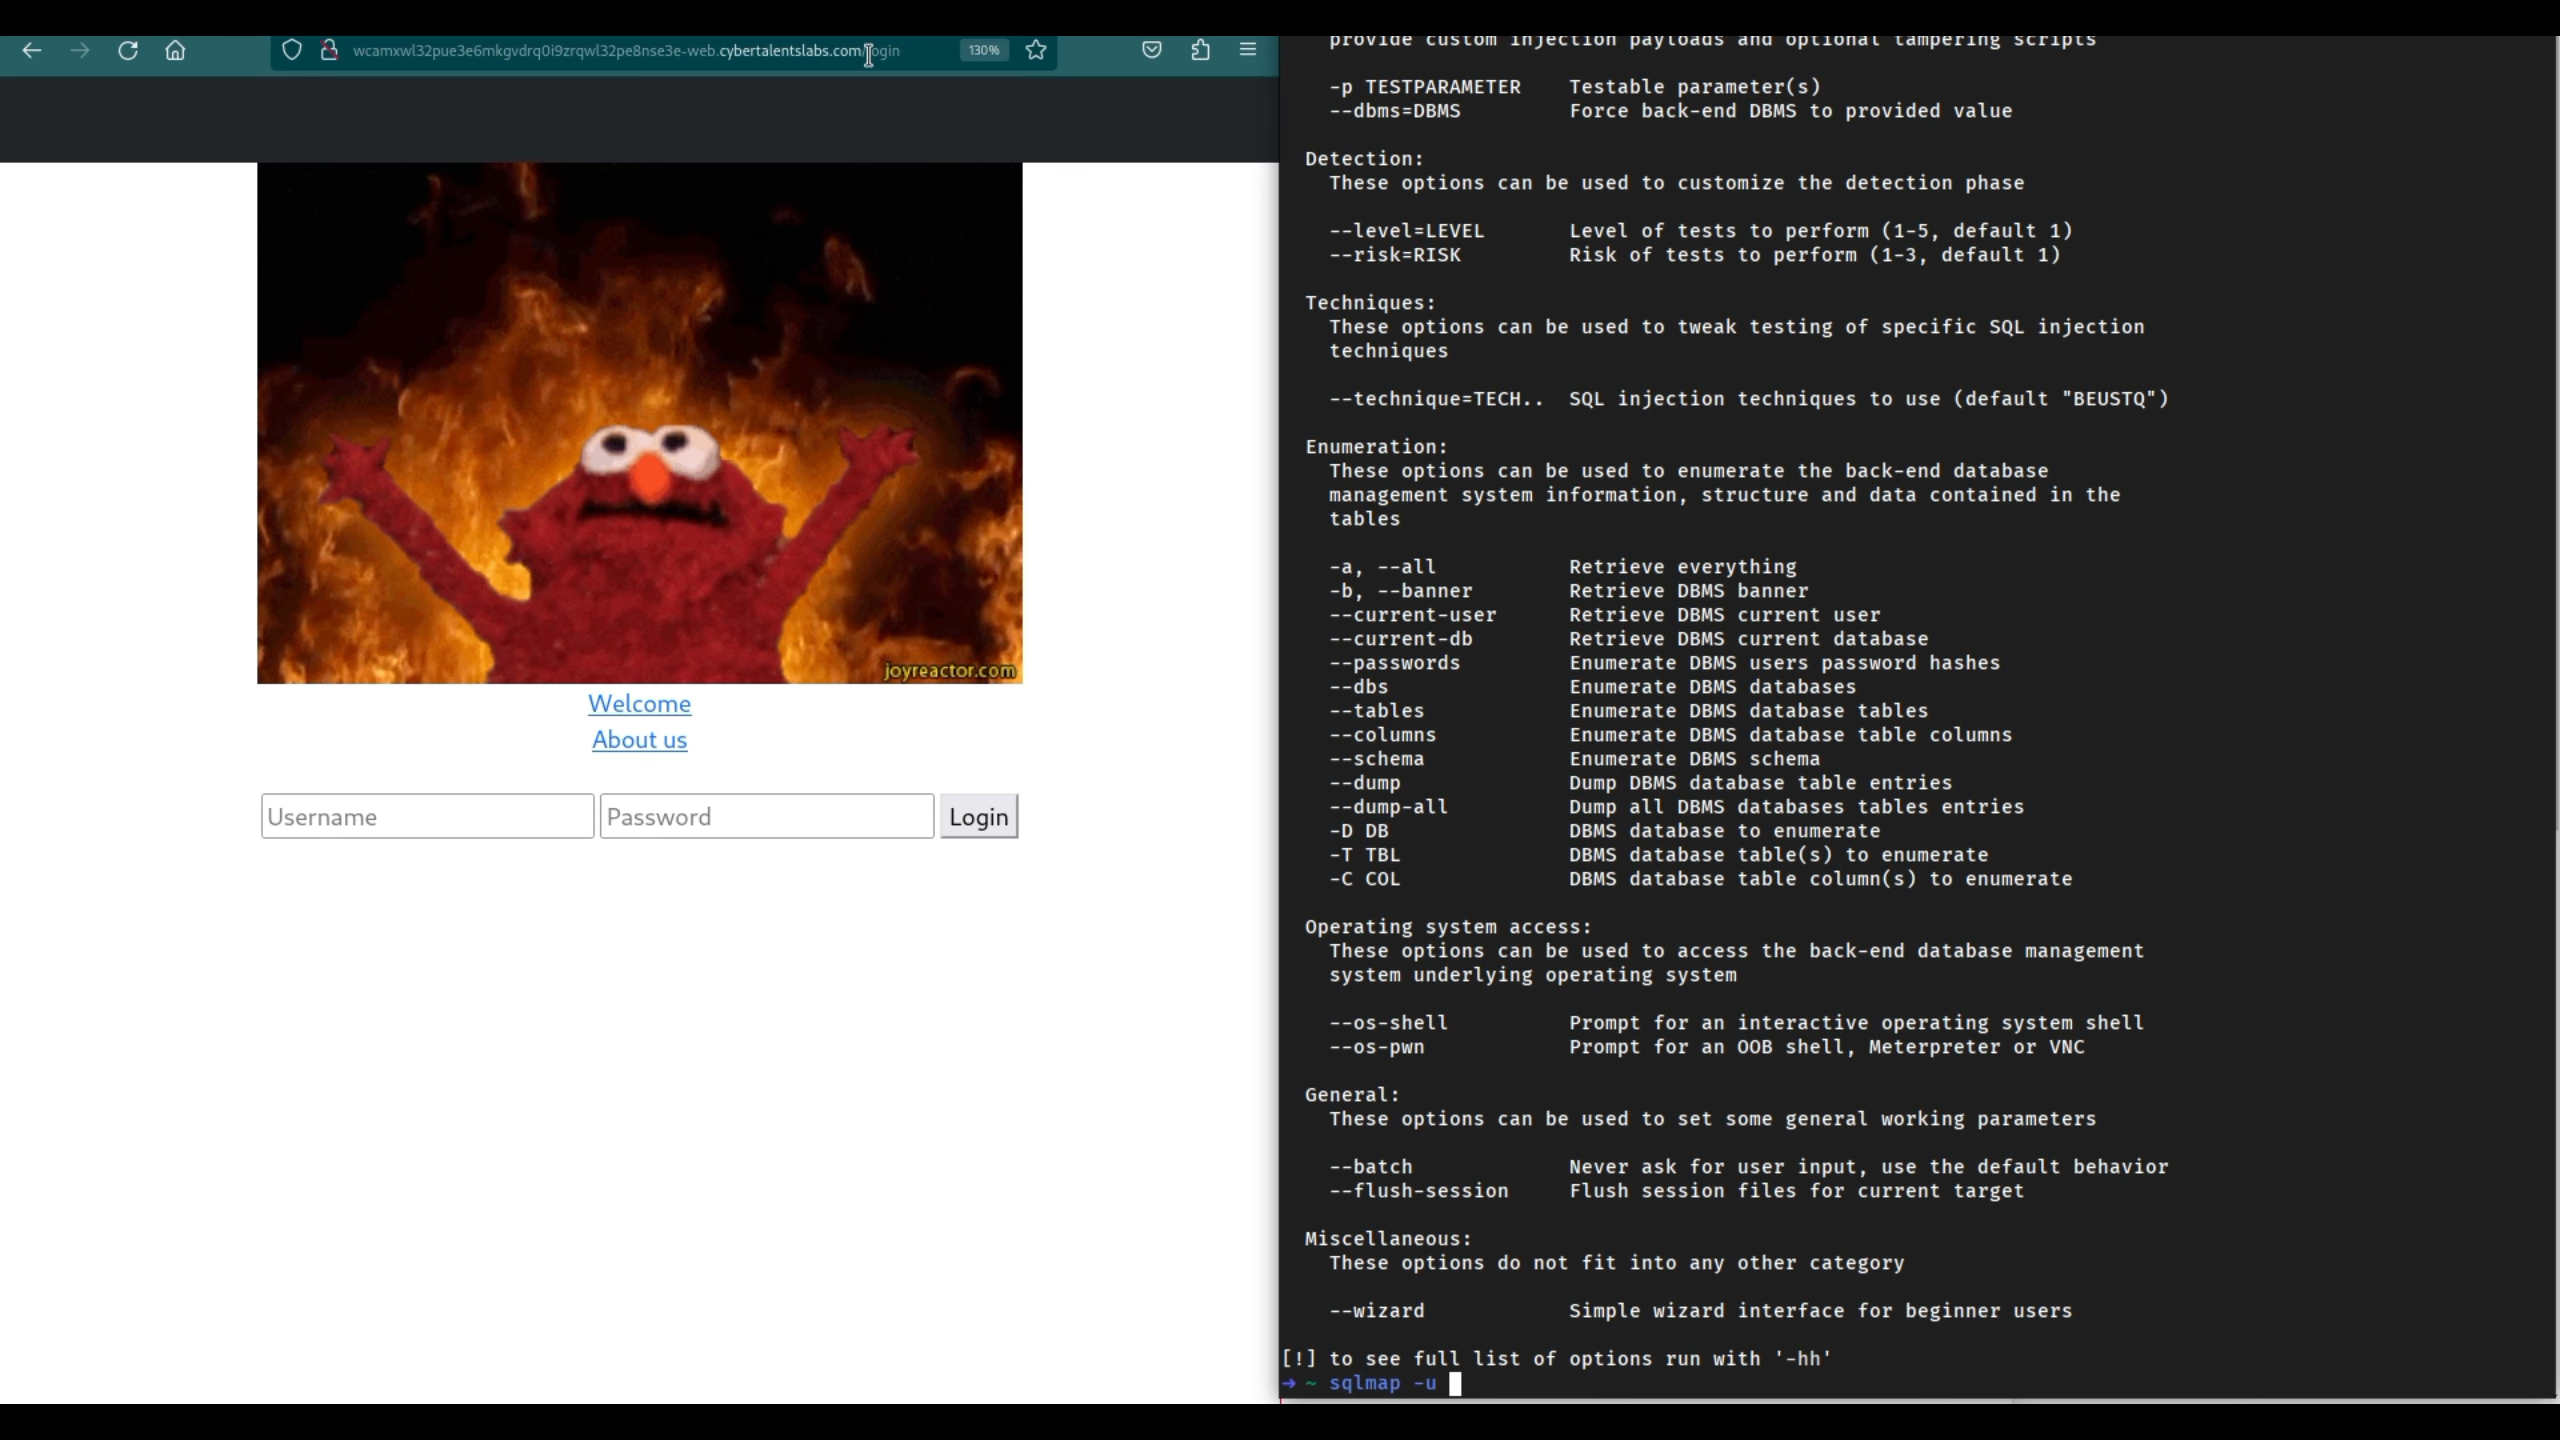 wcamxwl32pue3e6mkgvdrq0i9zrqwl32pe8nse3e-web.cybertalentslabs.com/login
130%
joyreactor.com
Welcome
About us
Username
Password
Login
provide custom injection payloads and optional tampering scripts
-p TESTPARAMETER    Testable parameter(s)
--dbms=DBMS         Force back-end DBMS to provided value
Detection:
These options can be used to customize the detection phase
--level=LEVEL       Level of tests to perform (1-5, default 1)
--risk=RISK         Risk of tests to perform (1-3, default 1)
Techniques:
These options can be used to tweak testing of specific SQL injection
techniques
--technique=TECH..  SQL injection techniques to use (default "BEUSTQ")
Enumeration:
These options can be used to enumerate the back-end database
management system information, structure and data contained in the
tables
-a, --all           Retrieve everything
-b, --banner        Retrieve DBMS banner
--current-user      Retrieve DBMS current user
--current-db        Retrieve DBMS current database
--passwords         Enumerate DBMS users password hashes
--dbs               Enumerate DBMS databases
--tables            Enumerate DBMS database tables
--columns           Enumerate DBMS database table columns
--schema            Enumerate DBMS schema
--dump              Dump DBMS database table entries
--dump-all          Dump all DBMS databases tables entries
-D DB               DBMS database to enumerate
-T TBL              DBMS database table(s) to enumerate
-C COL              DBMS database table column(s) to enumerate
Operating system access:
These options can be used to access the back-end database management
system underlying operating system
--os-shell          Prompt for an interactive operating system shell
--os-pwn            Prompt for an OOB shell, Meterpreter or VNC
General:
These options can be used to set some general working parameters
--batch             Never ask for user input, use the default behavior
--flush-session     Flush session files for current target
Miscellaneous:
These options do not fit into any other category
--wizard            Simple wizard interface for beginner users
[!] to see full list of options run with '-hh'
→ ~ sqlmap -u